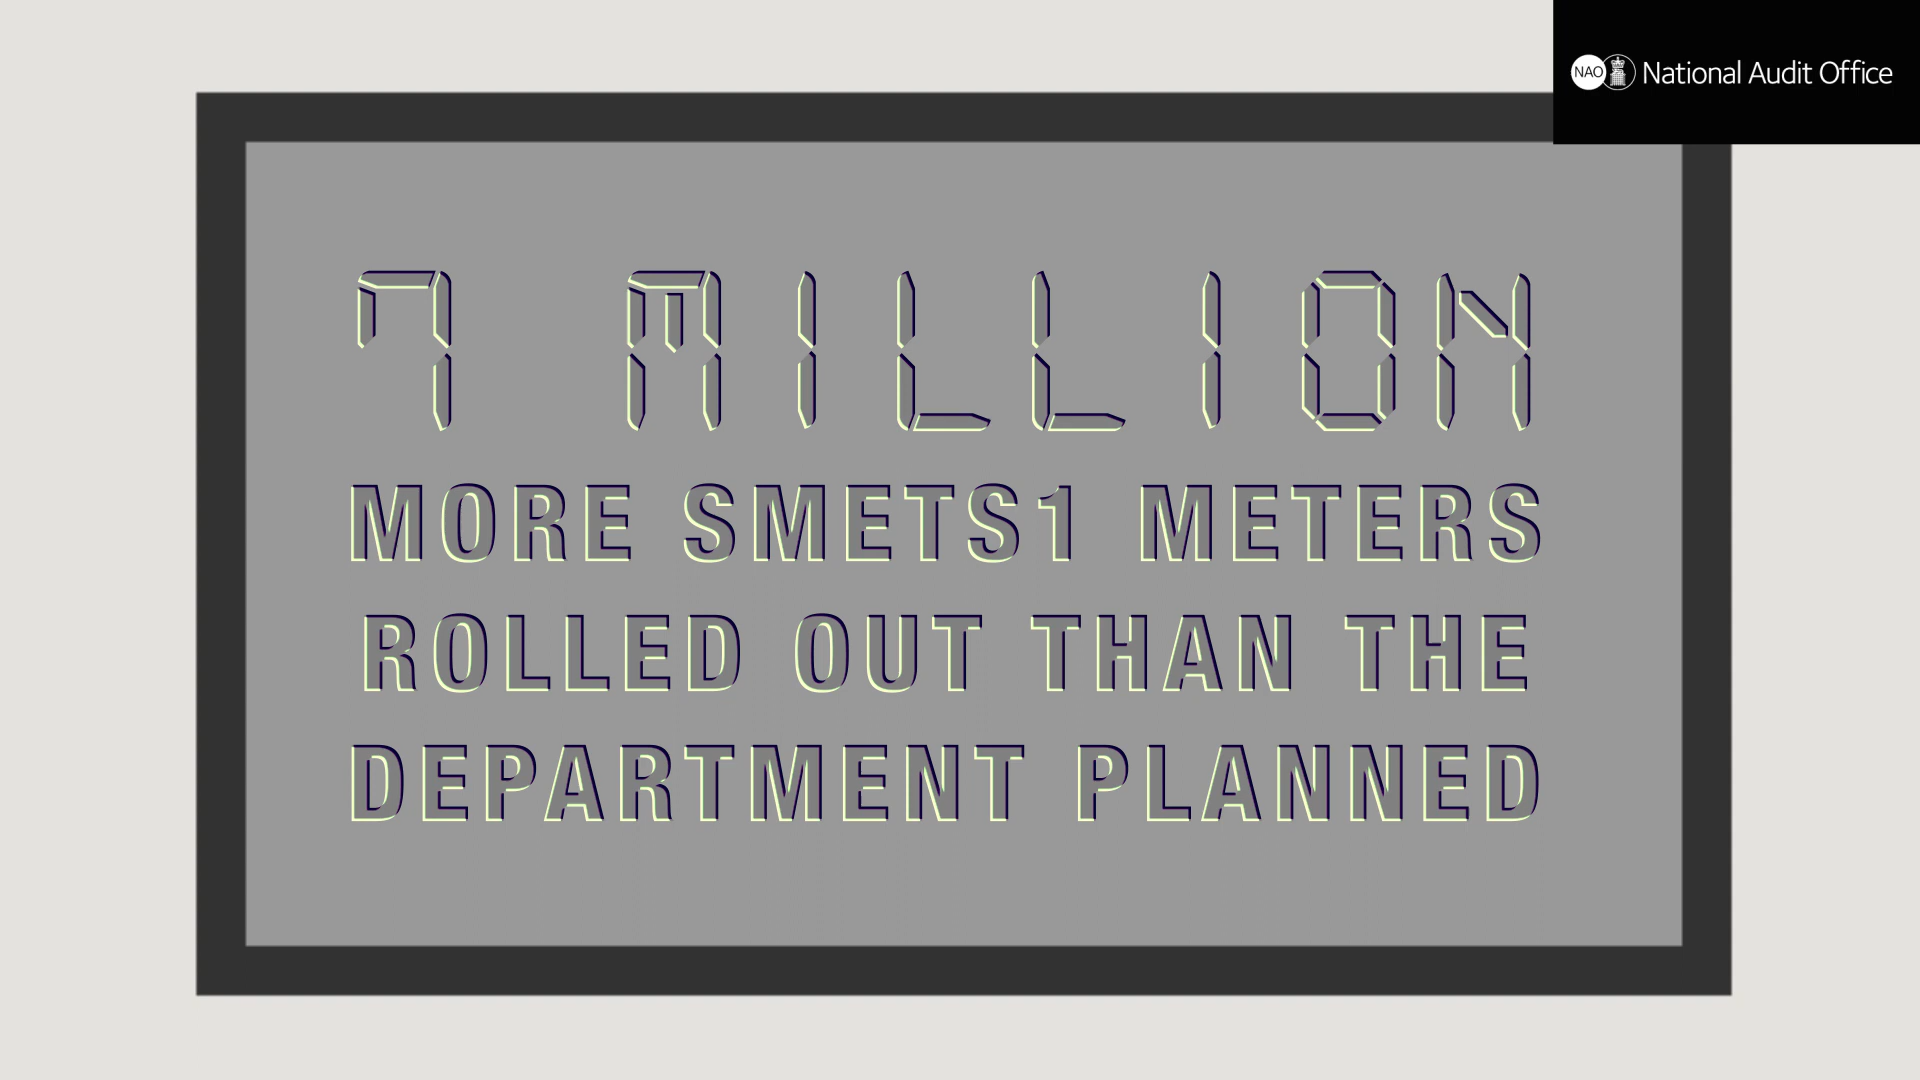 NAO National Audit Office
7 MILLION
MORE SMETS1 METERS
ROLLED OUT THAN THE
DEPARTMENT PLANNED